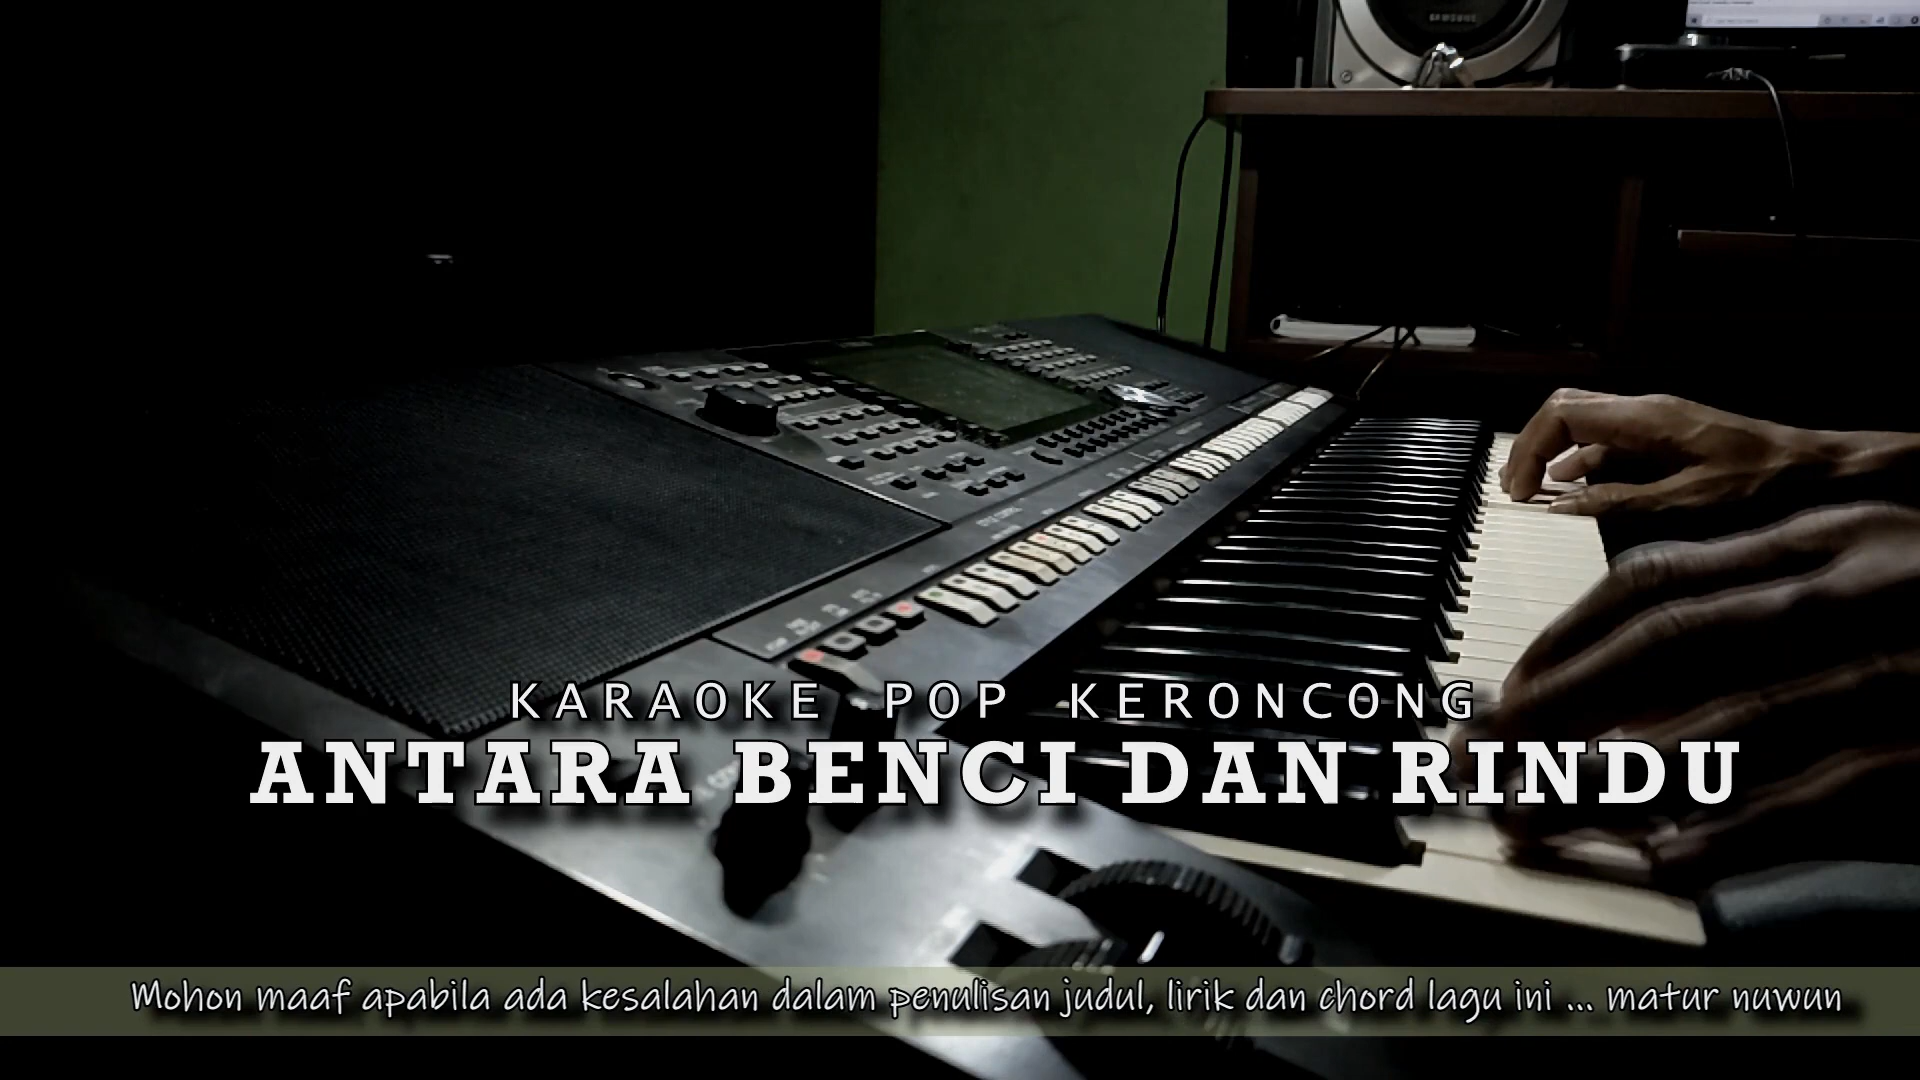 SAMSUNG
KARAOKE POP KERONCONG
ANTARA BENCI DAN RINDU
Mohon maaf apabila ada kesalahan dalam penulisan judul, lirik dan chord lagu ini ... matur nuwun